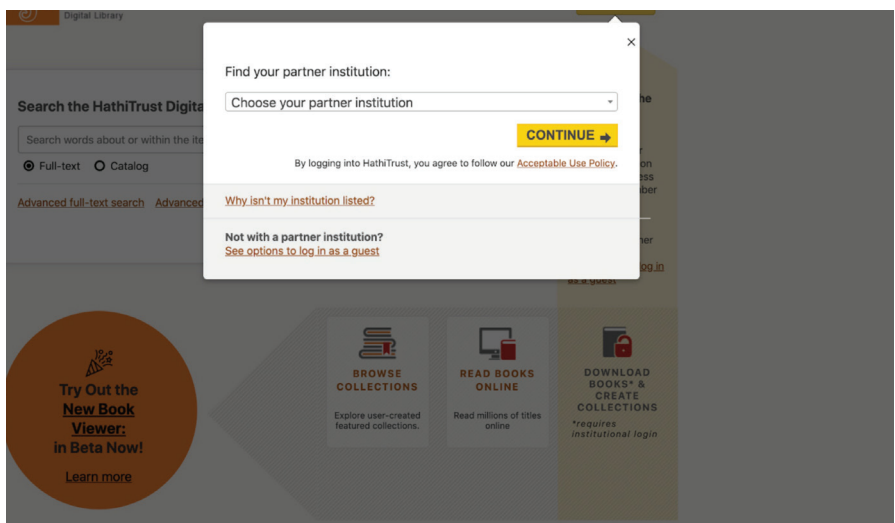 Digital Library
×
Find your partner institution:
Choose your partner institution
CONTINUE
By logging into HathiTrust, you agree to follow our Acceptable Use Policy.
Why isn't my institution listed?
Not with a partner institution?
See options to log in as a guest
Search the HathiTrust Digita
Search words about or within the ite
Full-text Catalog
Advanced full-text search Advanced
he
on
ess
ber
her
log in
as a guest
Try Out the
New Book
Viewer:
in Beta Now!
Learn more
BROWSE
COLLECTIONS
Explore user-created
featured collections.
READ BOOKS
ONLINE
Read millions of titles
online
DOWNLOAD
BOOKS* &
CREATE
COLLECTIONS
*requires
institutional login